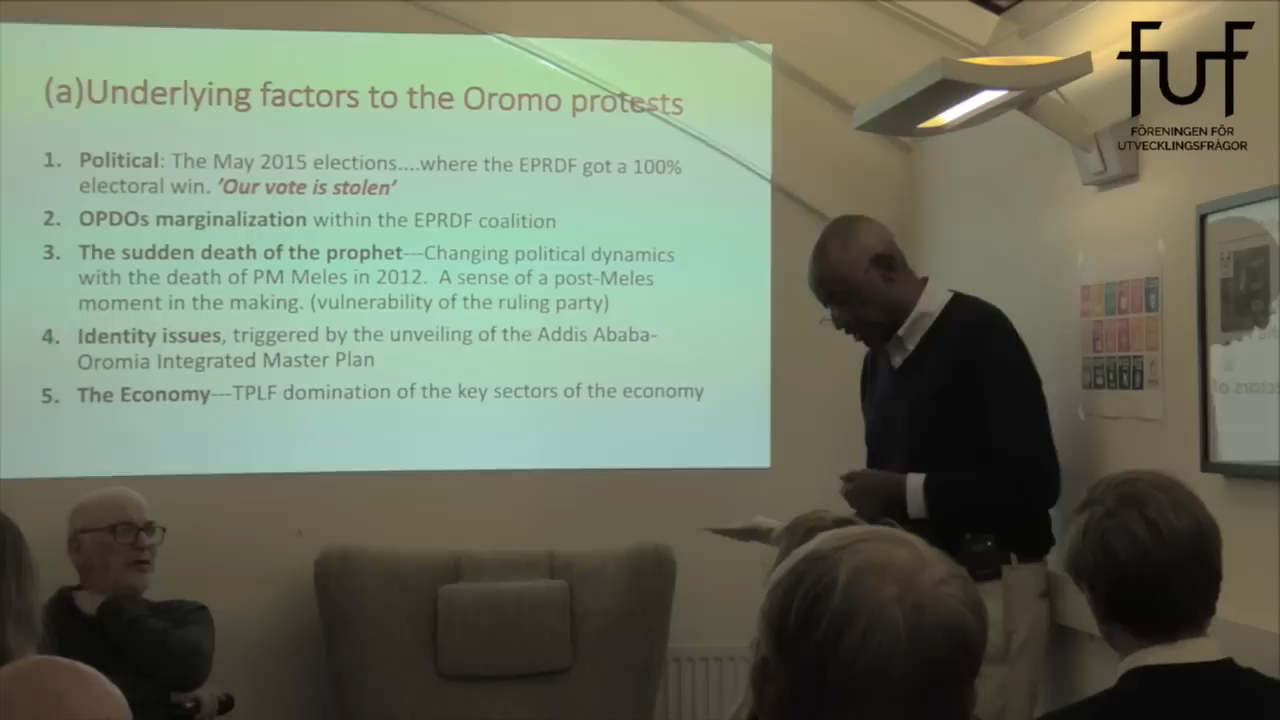 (a)Underlying factors to the Oromo protests
1. Political: The May 2015 elections....where the EPRDF got a 100%
electoral win. 'Our vote is stolen'
2. OPDOs marginalization within the EPRDF coalition
3. The sudden death of the prophet---Changing political dynamics
with the death of PM Meles in 2012. A sense of a post-Meles
moment in the making. (vulnerability of the ruling party)
4. Identity issues, triggered by the unveiling of the Addis Ababa-
Oromia Integrated Master Plan
5. The Economy---TPLF domination of the key sectors of the economy
fuf
FÖRENINGEN FÖR
UTVECKLINGSFRÅGOR